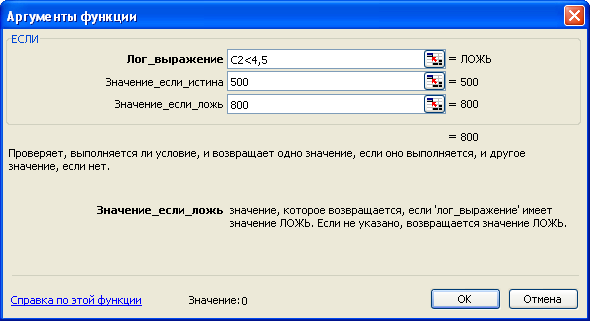 Аргументы функции
ЕСЛИ
Лог_выражение C2<4,5 = ЛОЖЬ
Значение_если_истина 500 = 500
Значение_если_ложь 800 = 800
= 800
Проверяет, выполняется ли условие, и возвращает одно значение, если оно выполняется, и другое
значение, если нет.
Значение_если_ложь значение, которое возвращается, если 'лог_выражение' имеет
значение ЛОЖЬ. Если не указано, возвращается значение ЛОЖЬ.
Справка по этой функции Значение:0 ОК Отмена